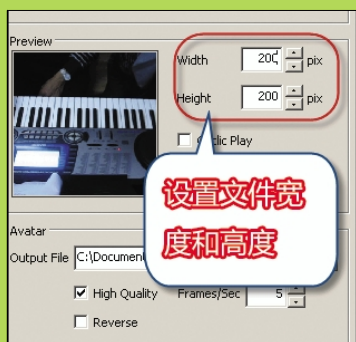 Preview
Width 200 pix
Height 200 pix
Play
设置文件宽
度和高度
Avatar
Output File C:\Documen
High Quality Frames/Sec 5
Reverse